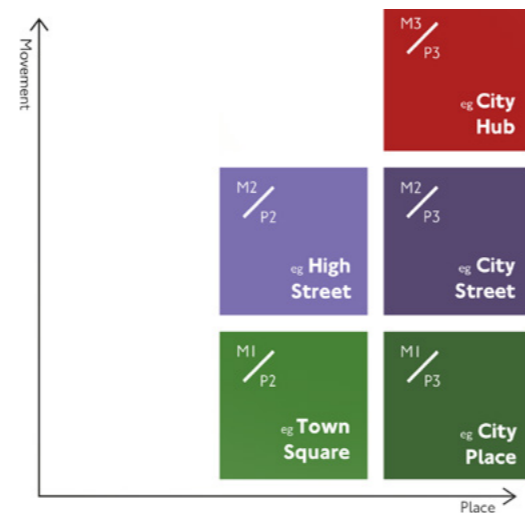 Movement
M3
P3
eg City
Hub
M2
P2
eg High
Street
M2
P3
eg City
Street
M1
P2
eg Town
Square
M1
P3
eg City
Place
Place